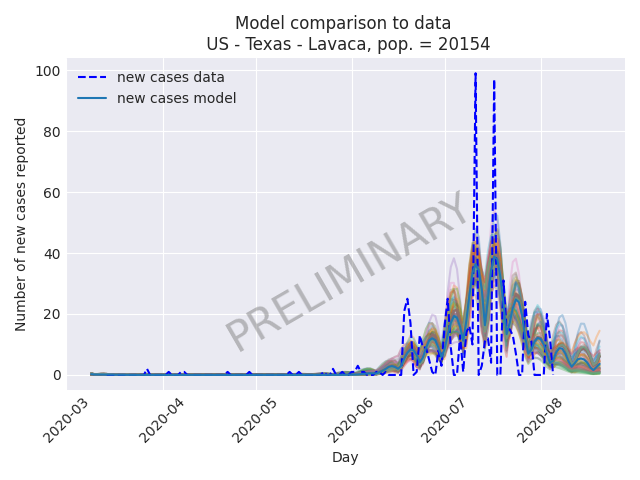 Model comparison to data
US - Texas - Lavaca, pop. = 20154
new cases data
new cases model
Number of new cases reported
100
80
60
40
20
0
PRELIMINARY
2020-03
2020-04
2020-05
2020-06
2020-07
2020-08
Day